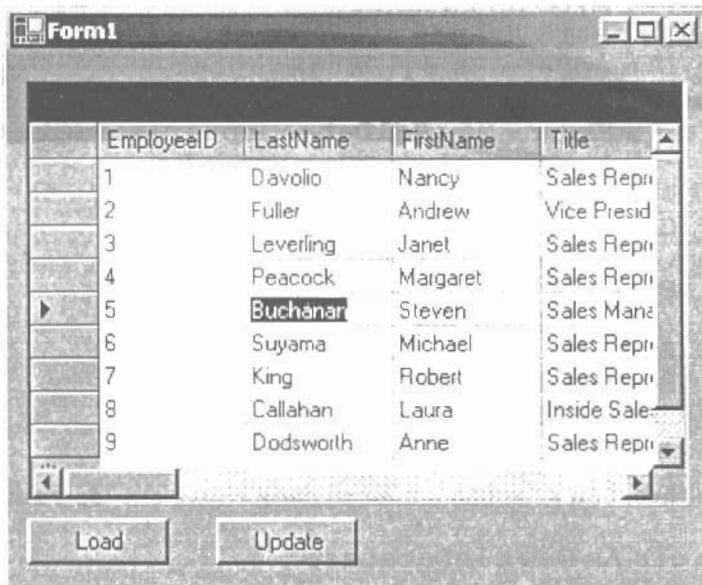 Form1
EmployeeID LastName FirstName Title
1 Davolio Nancy Sales Repr
2 Fuller Andrew Vice Presid
3 Leverling Janet Sales Repr
4 Peacock Margaret Sales Repr
5 Buchanan Steven Sales Mana
6 Suyama Michael Sales Repr
7 King Robert Sales Repr
8 Callahan Laura Inside Sale
9 Dodsworth Anne Sales Repr
Load Update